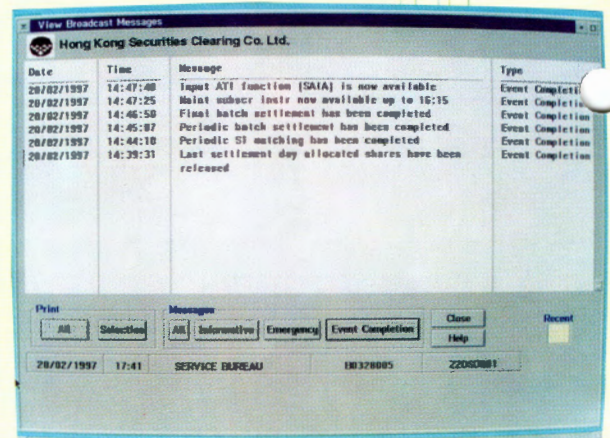 View Broadcast Messages
Hong Kong Securities Clearing Co. Ltd.
Date Time Message Type
20/02/1997 14:47:40 Input ATI function (SAIA) is now available Event Completion
20/02/1997 14:47:25 Maint subscr instr now available up to 16:15 Event Completion
20/02/1997 14:46:50 Final batch settlement has been completed Event Completion
20/02/1997 14:45:07 Periodic batch settlement has been completed Event Completion
20/02/1997 14:44:10 Periodic SI matching has been completed Event Completion
20/02/1997 14:39:31 Last settlement day allocated shares have been Event Completion
released
Print Messages
All Selection All Informative Emergency Event Completion Close Recent
Help
20/02/1997 17:41 SERVICE BUREAU B0328005